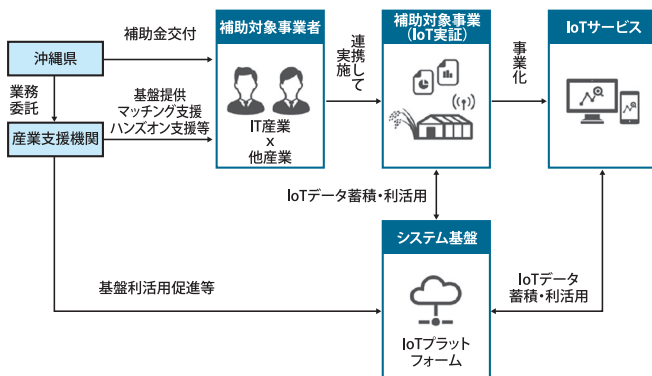 沖縄県
業務
委託
産業支援機関
補助金交付
基盤提供
マッチング支援
ハンズオン支援等
補助対象事業者
IT産業
x
他産業
連携して
実施
補助対象事業
(IoT実証)
事業化
IoTサービス
IoTデータ蓄積・利活用
基盤利活用促進等
システム基盤
IoTプラット
フォーム
IoTデータ
蓄積・利活用